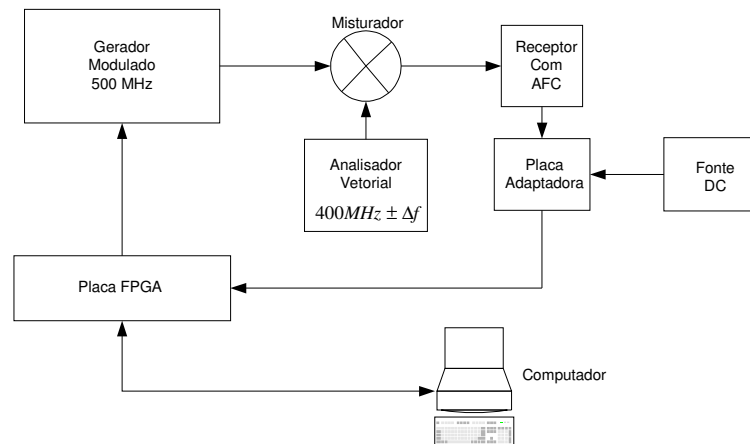 Misturador
Gerador
Modulado
500 MHz
Receptor
Com
AFC
Analisador
Vetorial
400MHz ± Δf
Placa
Adaptadora
Fonte
DC
Placa FPGA
Computador